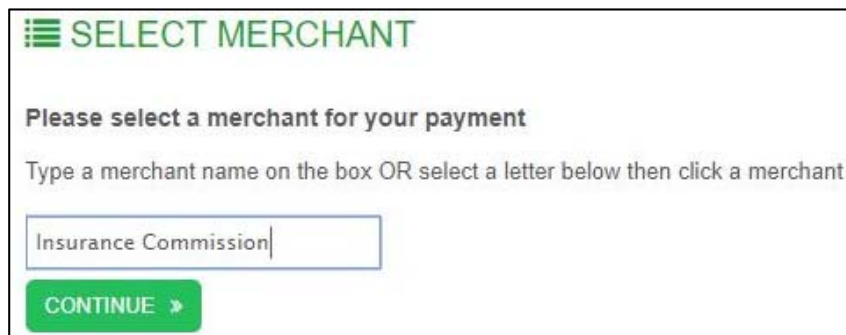 SELECT MERCHANT
Please select a merchant for your payment
Type a merchant name on the box OR select a letter below then click a merchant
Insurance Commission
CONTINUE »